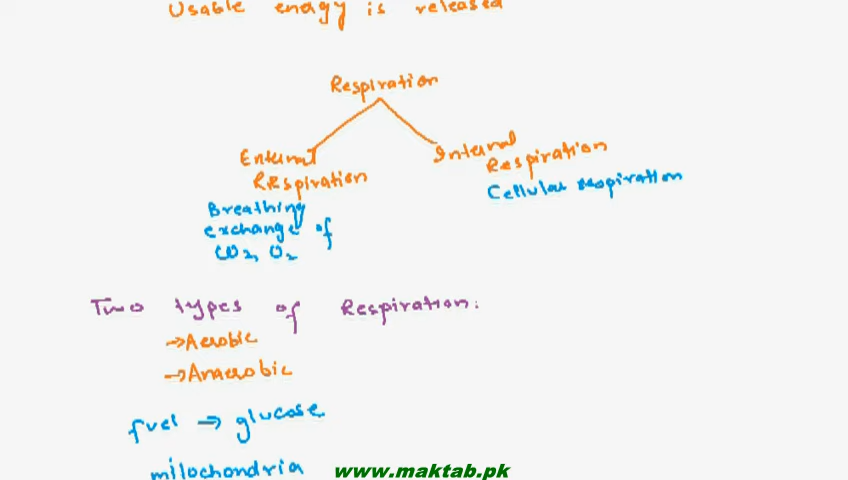 Usable energy is released
Respiration
External
Respiration
Internal
Respiration
Cellular respiration
Breathing
exchange of
CO2, O2
Two types of Respiration:
→Aerobic
→Anaerobic
fuel → glucose
mitochondria
www.maktab.pk